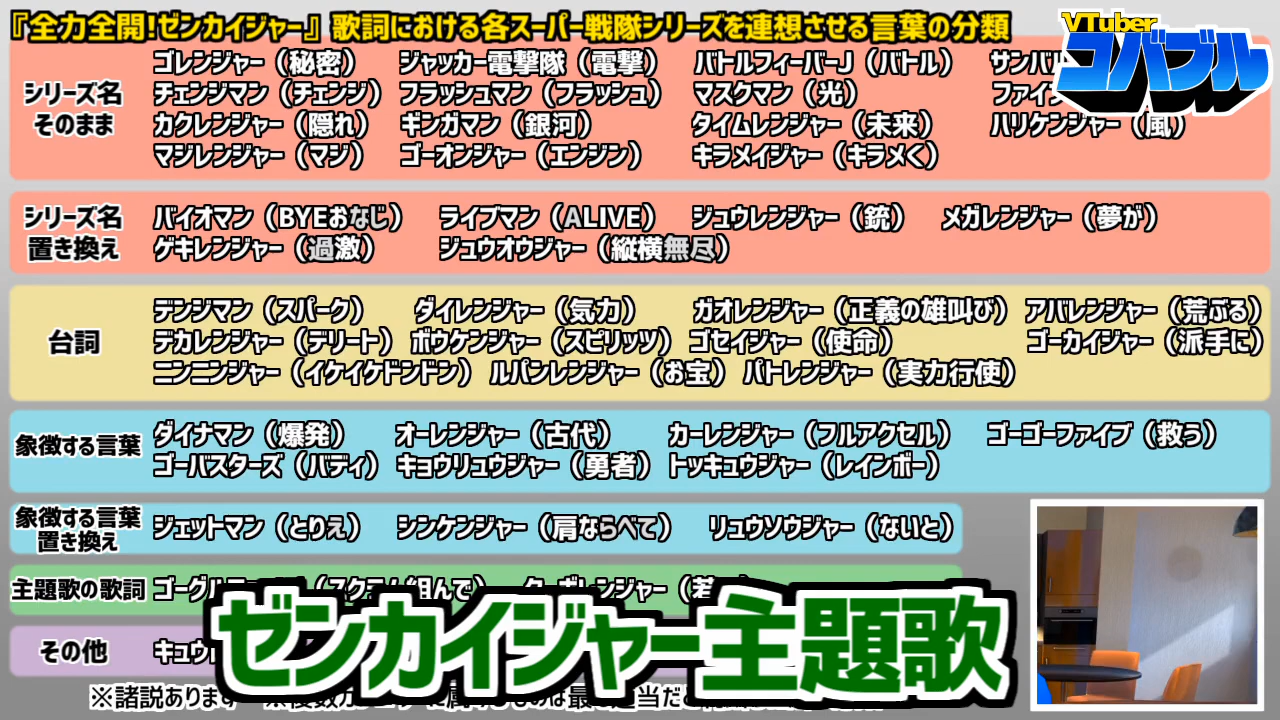 『全力全開!ゼンカイジャー』歌詞における各スーパー戦隊シリーズを連想させる言葉の分類
VTuber
コバブル
シリーズ名
そのまま
ゴレンジャー（秘密） ジャッカー電撃隊（電撃） バトルフィーバーJ（バトル）
チェンジマン（チェンジ） フラッシュマン（フラッシュ） マスクマン（光）
カクレンジャー（隠れ） ギンガマン（銀河） タイムレンジャー（未来） ハリケンジャー（風）
マジレンジャー（マジ） ゴーオンジャー（エンジン） キラメイジャー（キラメく）
シリーズ名
置き換え
バイオマン（BYEおなじ） ライブマン（ALIVE） ジュウレンジャー（銃） メガレンジャー（夢が）
ゲキレンジャー（過激） ジュウオウジャー（縦横無尽）
台詞
デンジマン（スパーク） ダイレンジャー（気力） ガオレンジャー（正義の雄叫び） アバレンジャー（荒ぶる）
デカレンジャー（デリート） ボウケンジャー（スピリッツ） ゴセイジャー（使命） ゴーカイジャー（派手に）
ニンニンジャー（イケイケドンドン） ルパンレンジャー（お宝） パトレンジャー（実力行使）
象徴する言葉
ダイナマン（爆発） オーレンジャー（古代） カーレンジャー（フルアクセル） ゴーゴーファイブ（救う）
ゴーバスターズ（バディ） キョウリュウジャー（勇者） トッキュウジャー（レインボー）
象徴する言葉
置き換え
ジェットマン（とりえ） シンケンジャー（肩ならべて） リュウソウジャー（ないと）
主題歌の歌詞
その他
ゼンカイジャー主題歌
※諸説あります